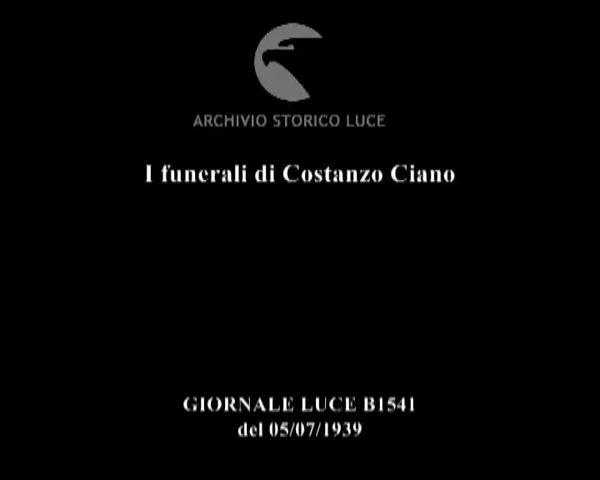 ARCHIVIO STORICO LUCE
I funerali di Costanzo Ciano
GIORNALE LUCE B1541
del 05/07/1939